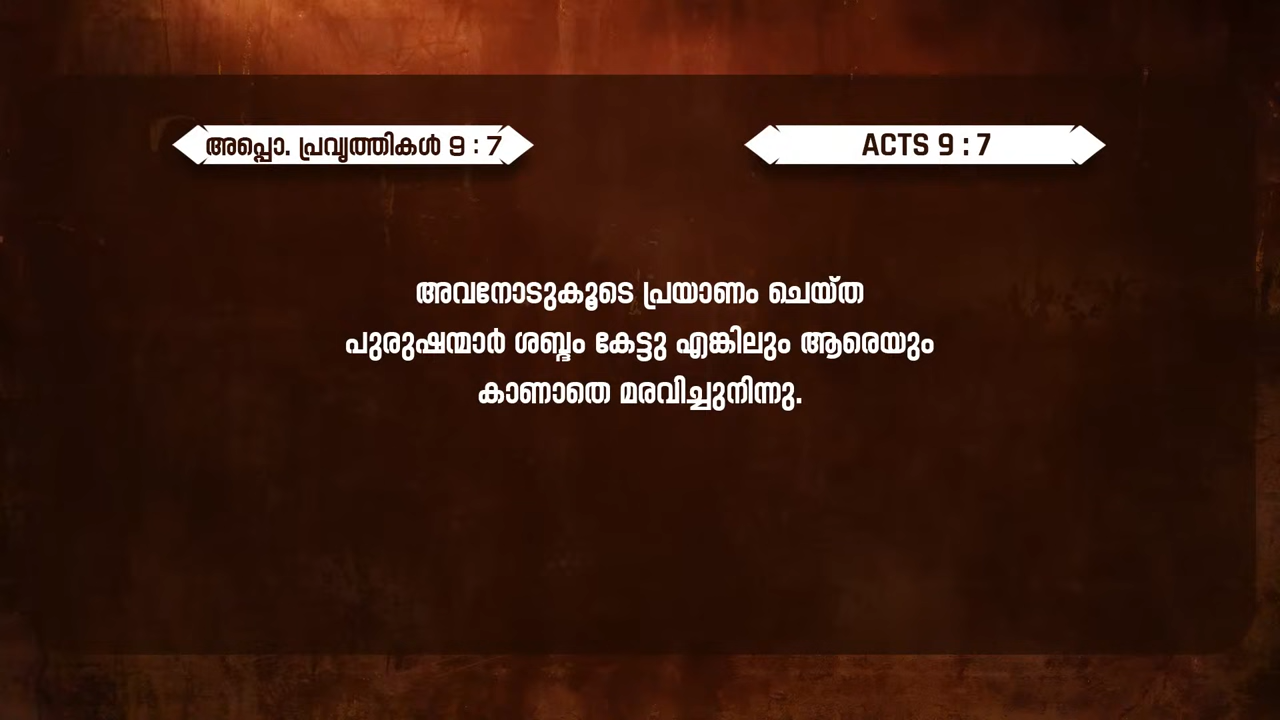 അപ്പൊ. പ്രവൃത്തികൾ 9 : 7
ACTS 9 : 7
അവനോടുകൂടെ പ്രയാണം ചെയ്ത
പുരുഷന്മാർ ശബ്ദം കേട്ടു എങ്കിലും ആരെയും
കാണാതെ മരവിച്ചുനിന്നു.